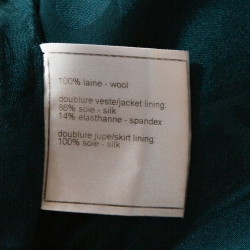 100% laine - wool
doublure veste/jacket lining:
86% soie - silk
14% elasthanne - spandex
doublure jupe/skirt lining:
100% soie - silk